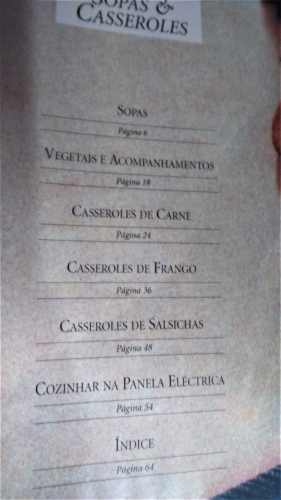 SOPAS &
CASSEROLES
SOPAS
Página 6
VEGETAIS E ACOMPANHAMENTOS
Página 18
CASSEROLES DE CARNE
Página 24
CASSEROLES DE FRANGO
Página 36
CASSEROLES DE SALSICHAS
Página 48
COZINHAR NA PANELA ELÉCTRICA
Página 54
ÍNDICE
Página 64